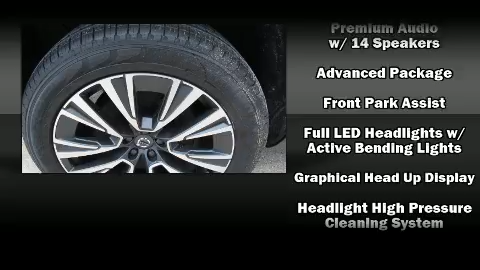 Premium Audio
w/ 14 Speakers
Advanced Package
Front Park Assist
Full LED Headlights w/
Active Bending Lights
Graphical Head Up Display
Headlight High Pressure
Cleaning System